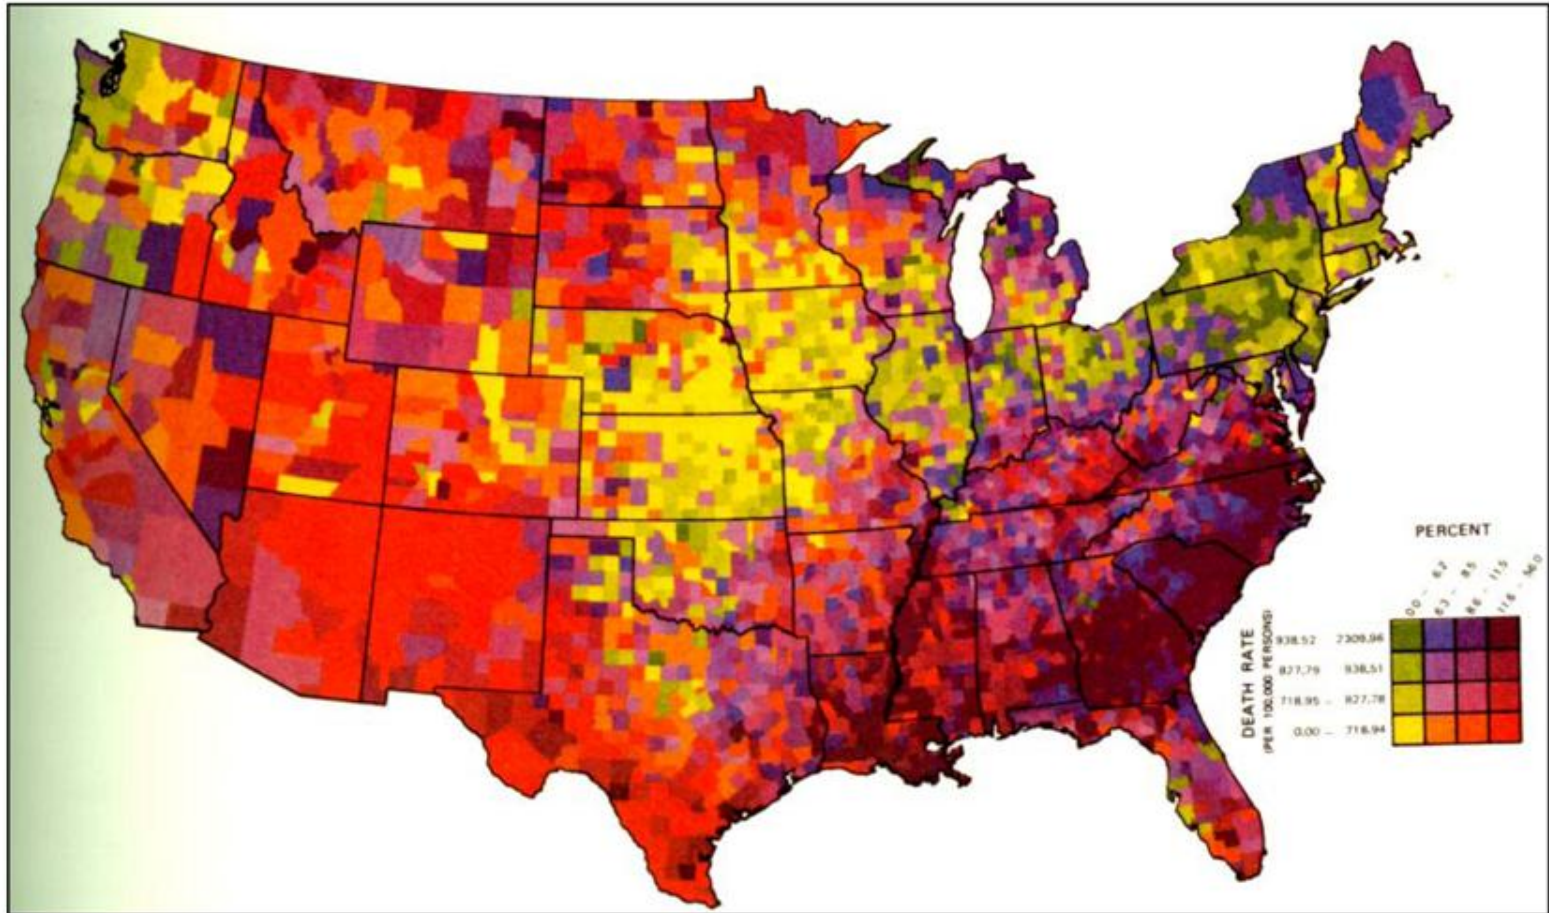 PERCENT
0.0 - 6.2
6.3 - 8.5
8.6 - 11.5
11.6 - 56.0
DEATH RATE
(PER 100,000 PERSONS)
938.52 2309.96
827.79 938.51
718.95 – 827.78
0.00 – 718.94